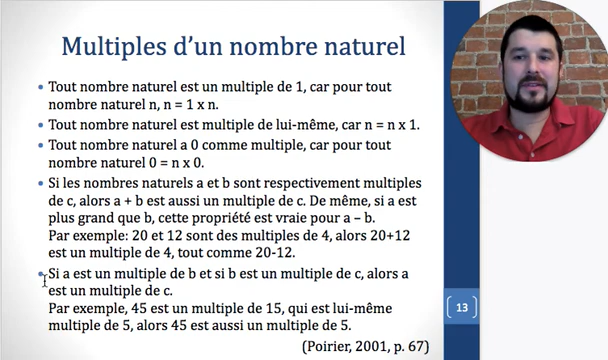 Multiples d'un nombre naturel
• Tout nombre naturel est un multiple de 1, car pour tout
nombre naturel n, n = 1 x n.
• Tout nombre naturel est multiple de lui-même, car n = n x 1.
• Tout nombre naturel a 0 comme multiple, car pour tout
nombre naturel 0 = n x 0.
• Si les nombres naturels a et b sont respectivement multiples
de c, alors a + b est aussi un multiple de c. De même, si a est
plus grand que b, cette propriété est vraie pour a – b.
Par exemple: 20 et 12 sont des multiples de 4, alors 20+12
est un multiple de 4, tout comme 20-12.
• Si a est un multiple de b et si b est un multiple de c, alors a
est un multiple de c.
Par exemple, 45 est un multiple de 15, qui est lui-même
multiple de 5, alors 45 est aussi un multiple de 5.
(Poirier, 2001, p. 67)
13